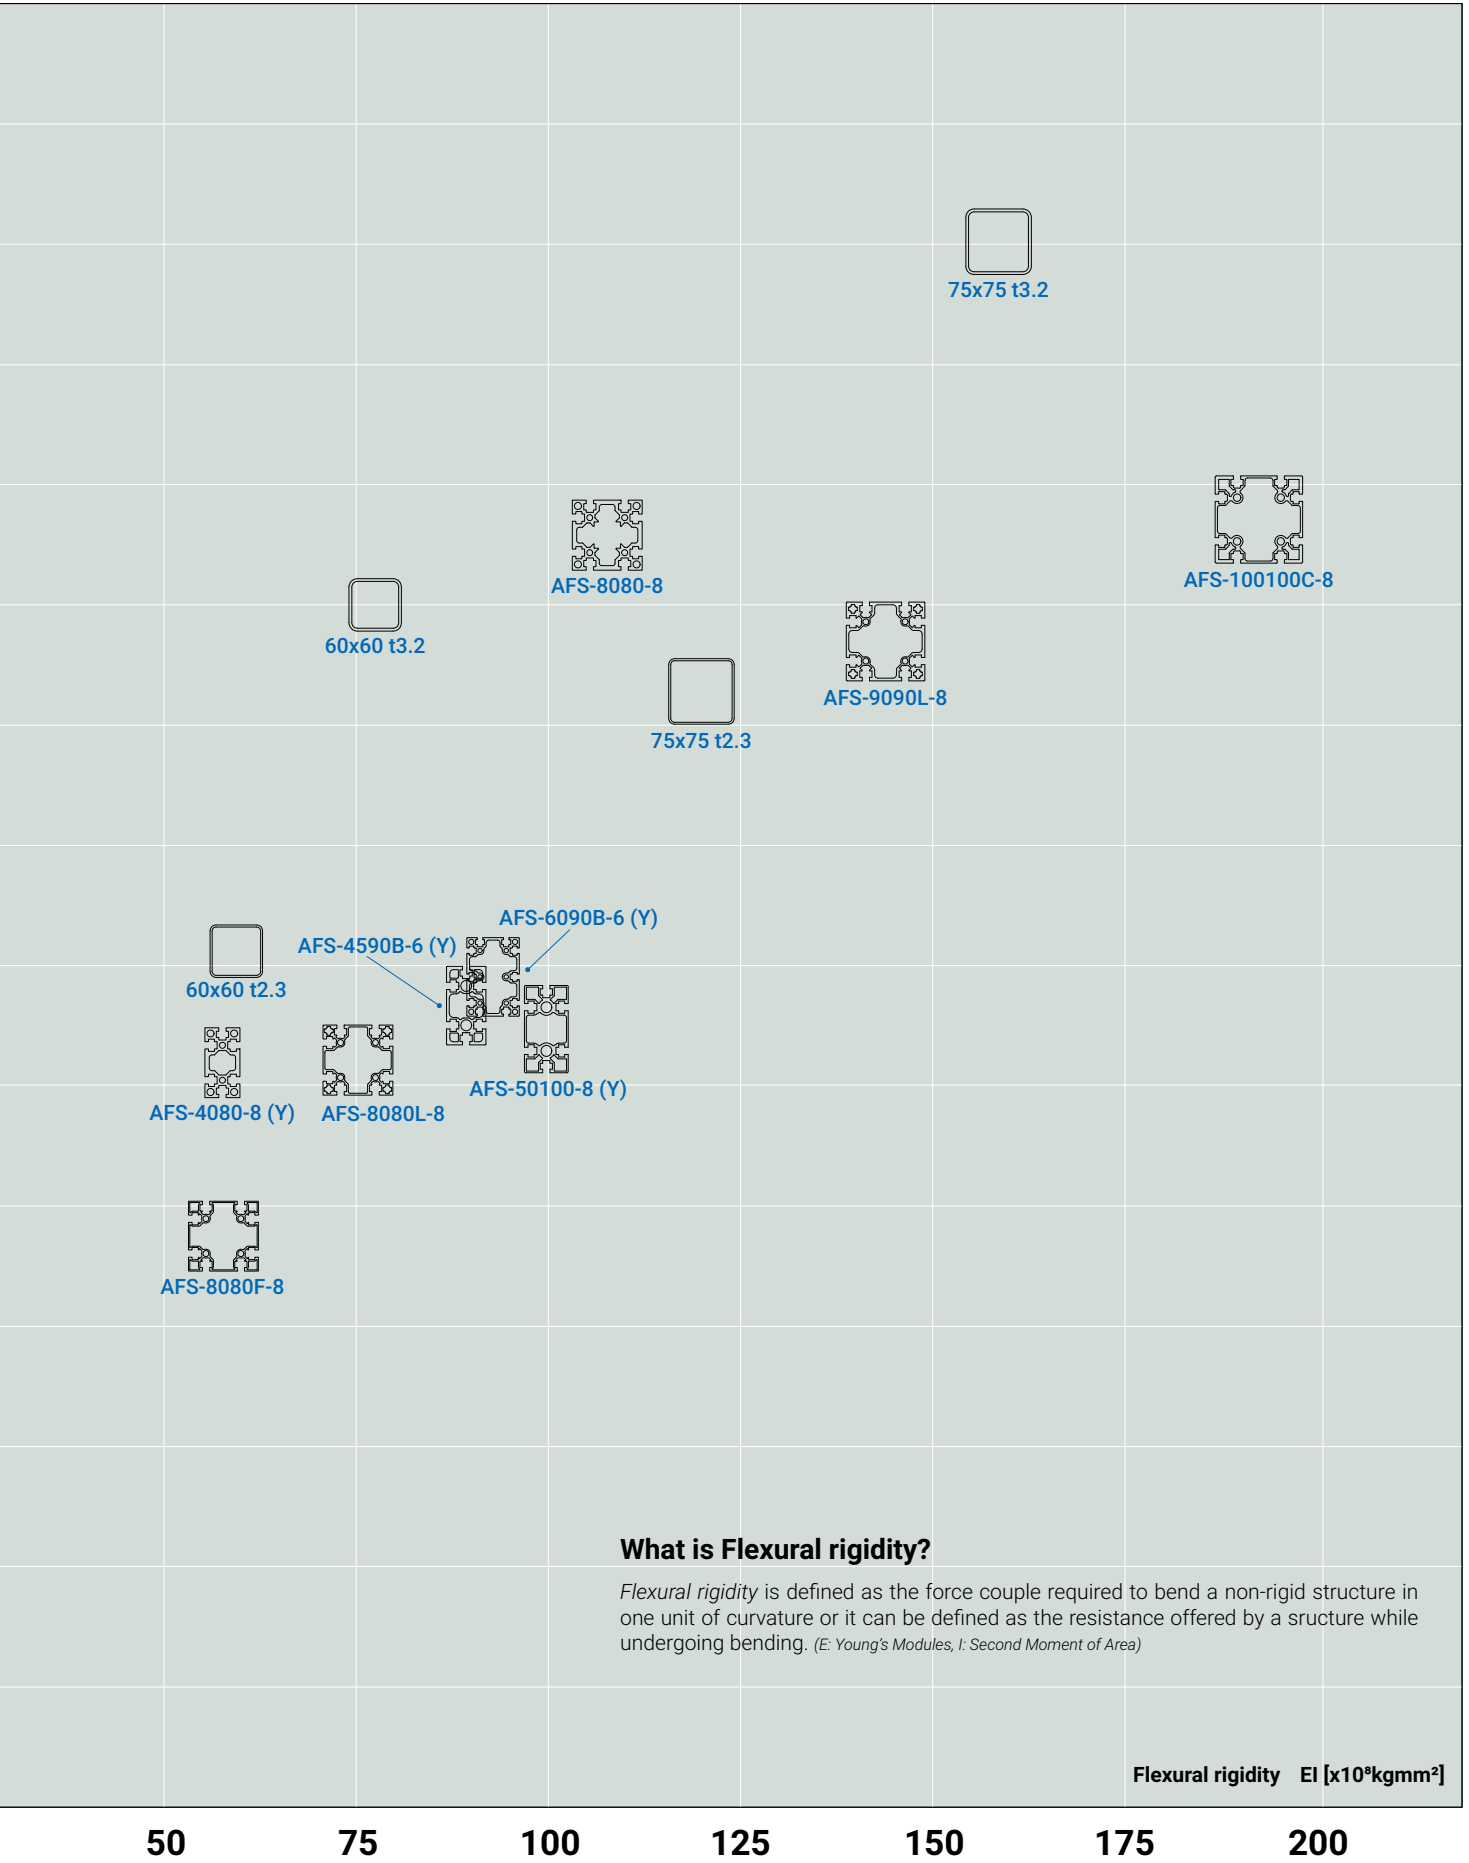 75x75 t3.2
AFS-8080-8
AFS-100100C-8
60x60 t3.2
AFS-9090L-8
75x75 t2.3
AFS-6090B-6 (Y)
AFS-4590B-6 (Y)
60x60 t2.3
AFS-50100-8 (Y)
AFS-4080-8 (Y)
AFS-8080L-8
AFS-8080F-8
What is Flexural rigidity?
Flexural rigidity is defined as the force couple required to bend a non-rigid structure in
one unit of curvature or it can be defined as the resistance offered by a sructure while
undergoing bending. (E: Young's Modules, I: Second Moment of Area)
Flexural rigidity EI [x10⁸kgmm²]
50 75 100 125 150 175 200